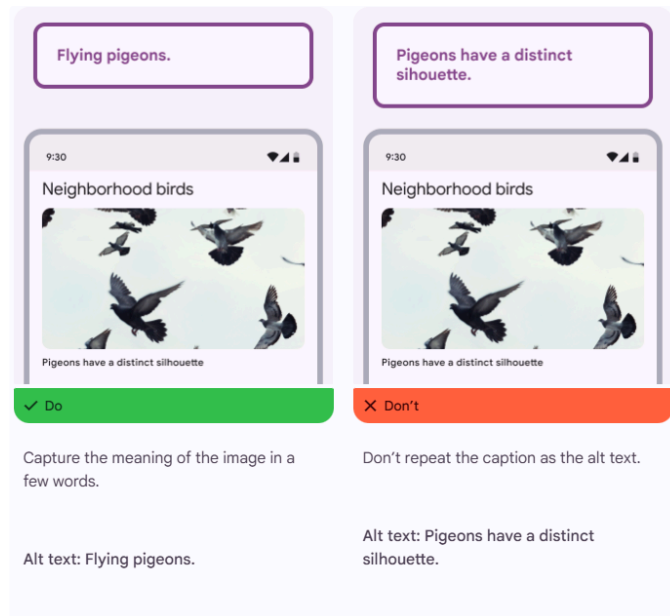 Flying pigeons.
9:30
Neighborhood birds
Pigeons have a distinct silhouette
Do
Capture the meaning of the image in a
few words.
Alt text: Flying pigeons.
Pigeons have a distinct
sihouette.
9:30
Neighborhood birds
Pigeons have a distinct silhouette
Don't
Don't repeat the caption as the alt text.
Alt text: Pigeons have a distinct
silhouette.